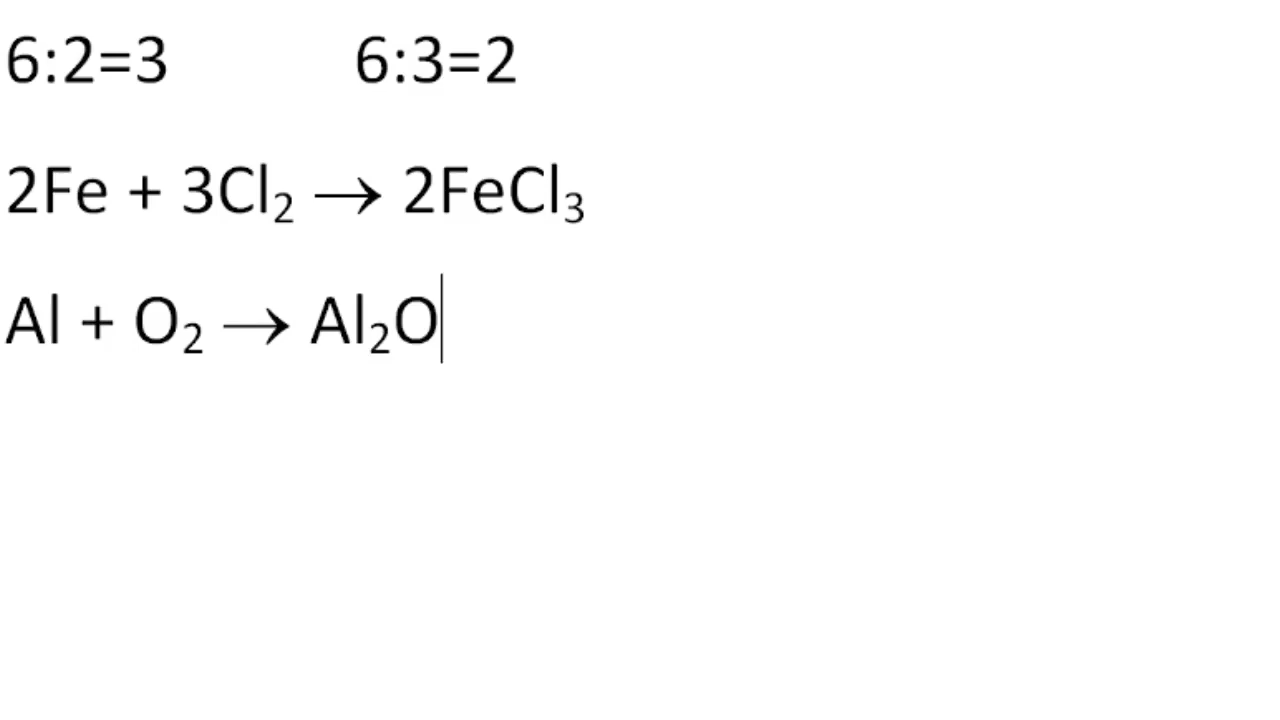 6:2=3 6:3=2
2Fe + 3Cl₂ → 2FeCl₃
Al + O₂ → Al₂O